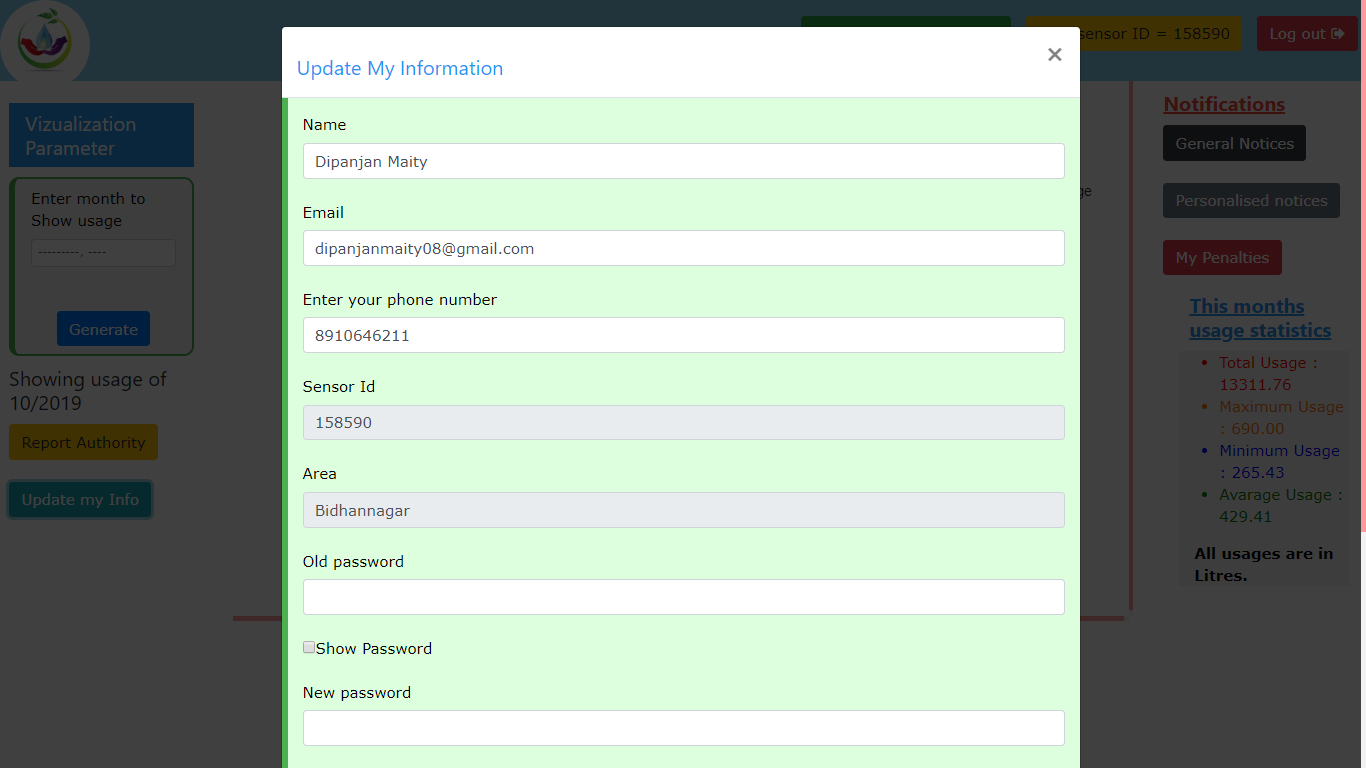 sensor ID = 158590
Log out
Update My Information
×
Vizualization
Parameter
Enter month to
Show usage
---------, ----
Generate
Showing usage of
10/2019
Report Authority
Update my Info
Name
Dipanjan Maity
Email
dipanjanmaity08@gmail.com
Enter your phone number
8910646211
Sensor Id
158590
Area
Bidhannagar
Old password
Show Password
New password
Notifications
General Notices
Personalised notices
My Penalties
This months
usage statistics
Total Usage :
13311.76
Maximum Usage
: 690.00
Minimum Usage
: 265.43
Avarage Usage :
429.41
All usages are in
Litres.